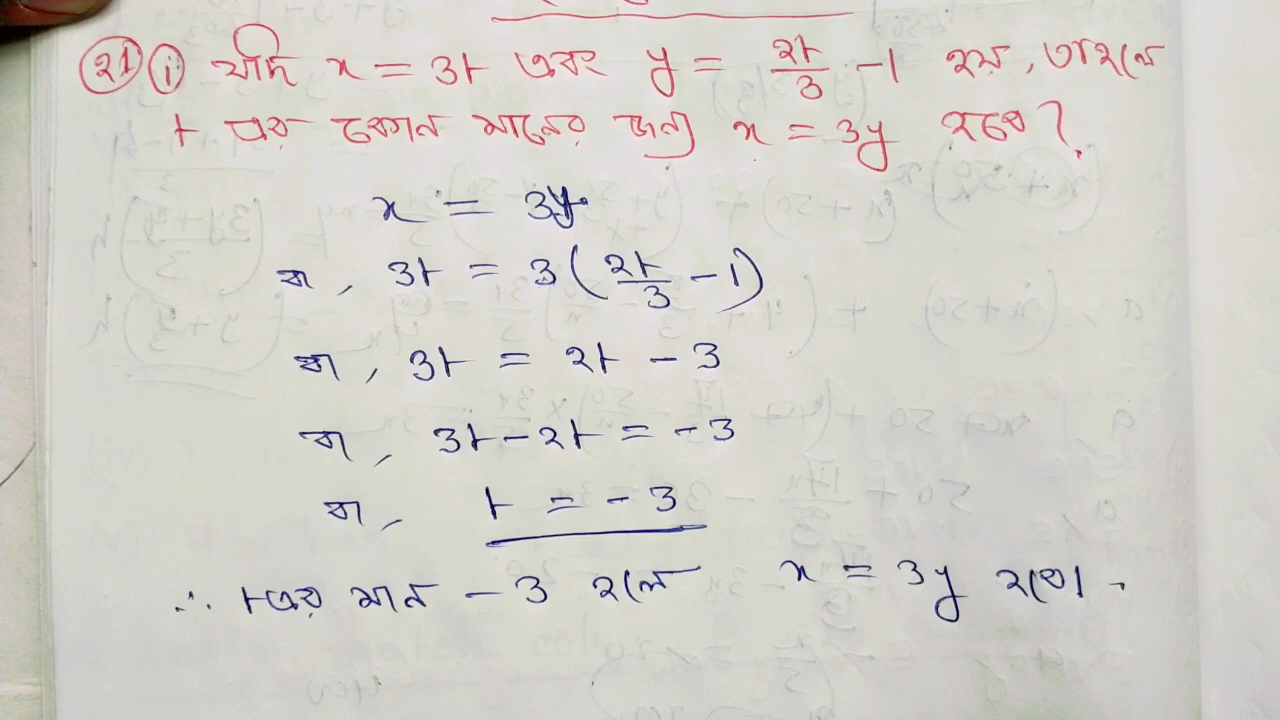 ২১ (i) যদি x = 3t এবং y = 2t/3 - 1 হয়, তাহলে
t এর কোন মানের জন্য x = 3y হবে?
x = 3y
বা, 3t = 3(2t/3 - 1)
বা, 3t = 2t - 3
বা, 3t - 2t = -3
বা, t = -3
∴ t এর মান -3 হলে x = 3y হবে।